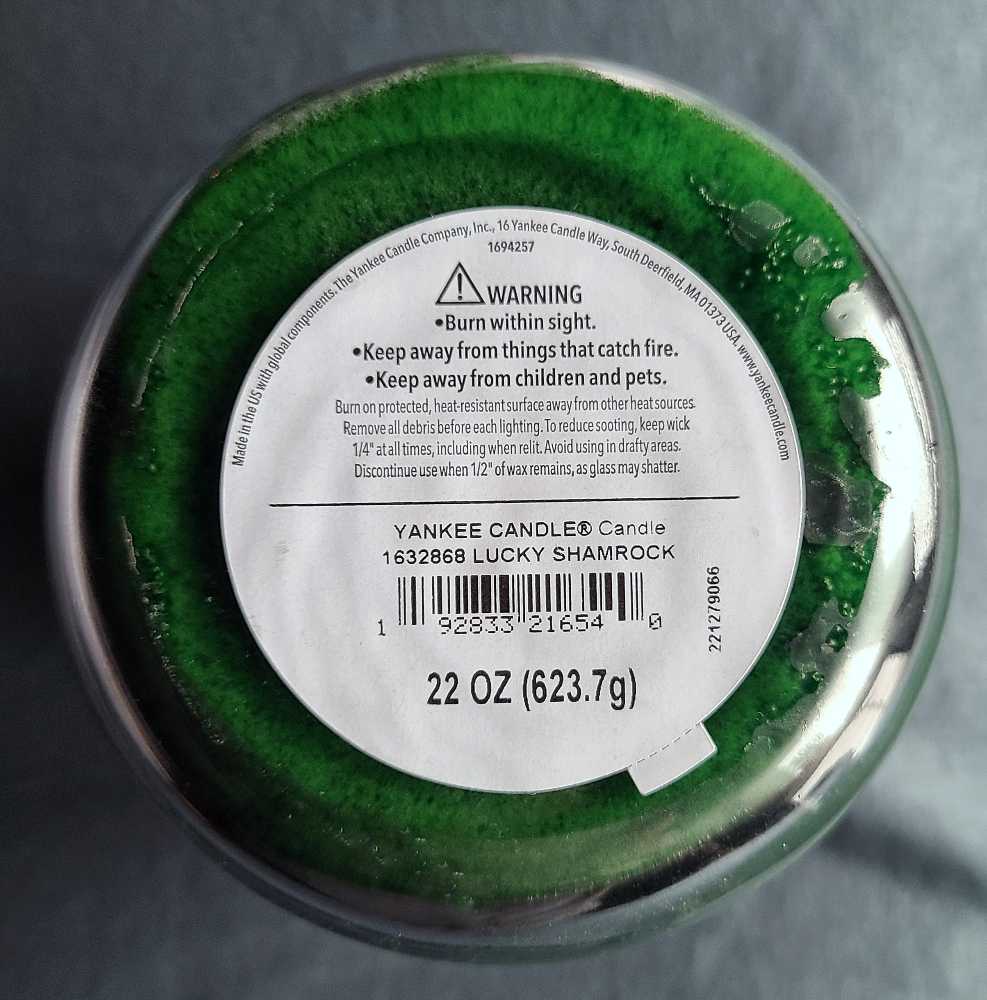 Made in the US with global components. The Yankee Candle Company, Inc., 16 Yankee Candle Way, South Deerfield, MA 01373 USA. www.yankeecandle.com
1694257
WARNING
•Burn within sight.
•Keep away from things that catch fire.
•Keep away from children and pets.
Burn on protected, heat-resistant surface away from other heat sources.
Remove all debris before each lighting. To reduce sooting, keep wick
1/4" at all times, including when relit. Avoid using in drafty areas.
Discontinue use when 1/2" of wax remains, as glass may shatter.
YANKEE CANDLE® Candle
1632868 LUCKY SHAMROCK
1 92833 21654 0
221279066
22 OZ (623.7g)